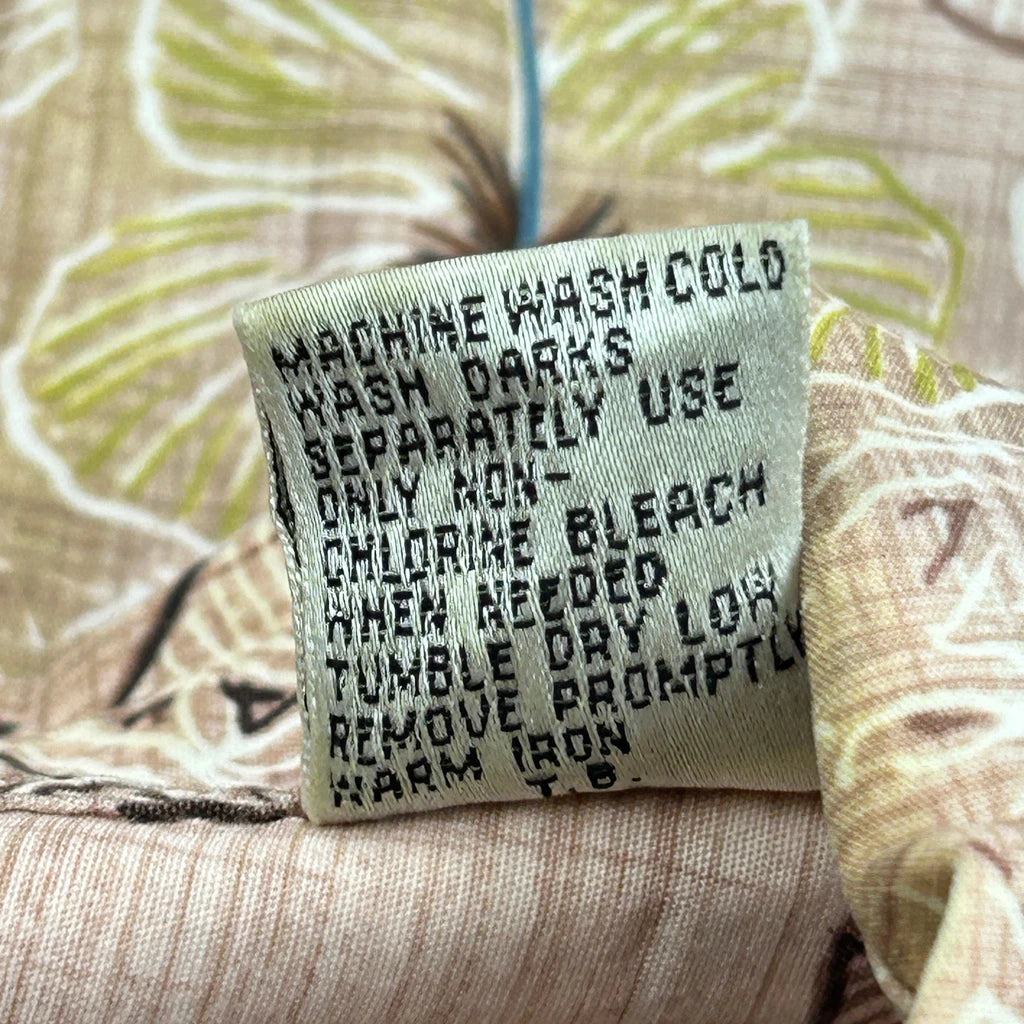 MACHINE WASH COLD
WASH DARKS
SEPARATELY USE
ONLY NON-
CHLORINE BLEACH
WHEN NEEDED
TUMBLE DRY LOW
REMOVE PROMPTLY
WARM IRON
T.B.